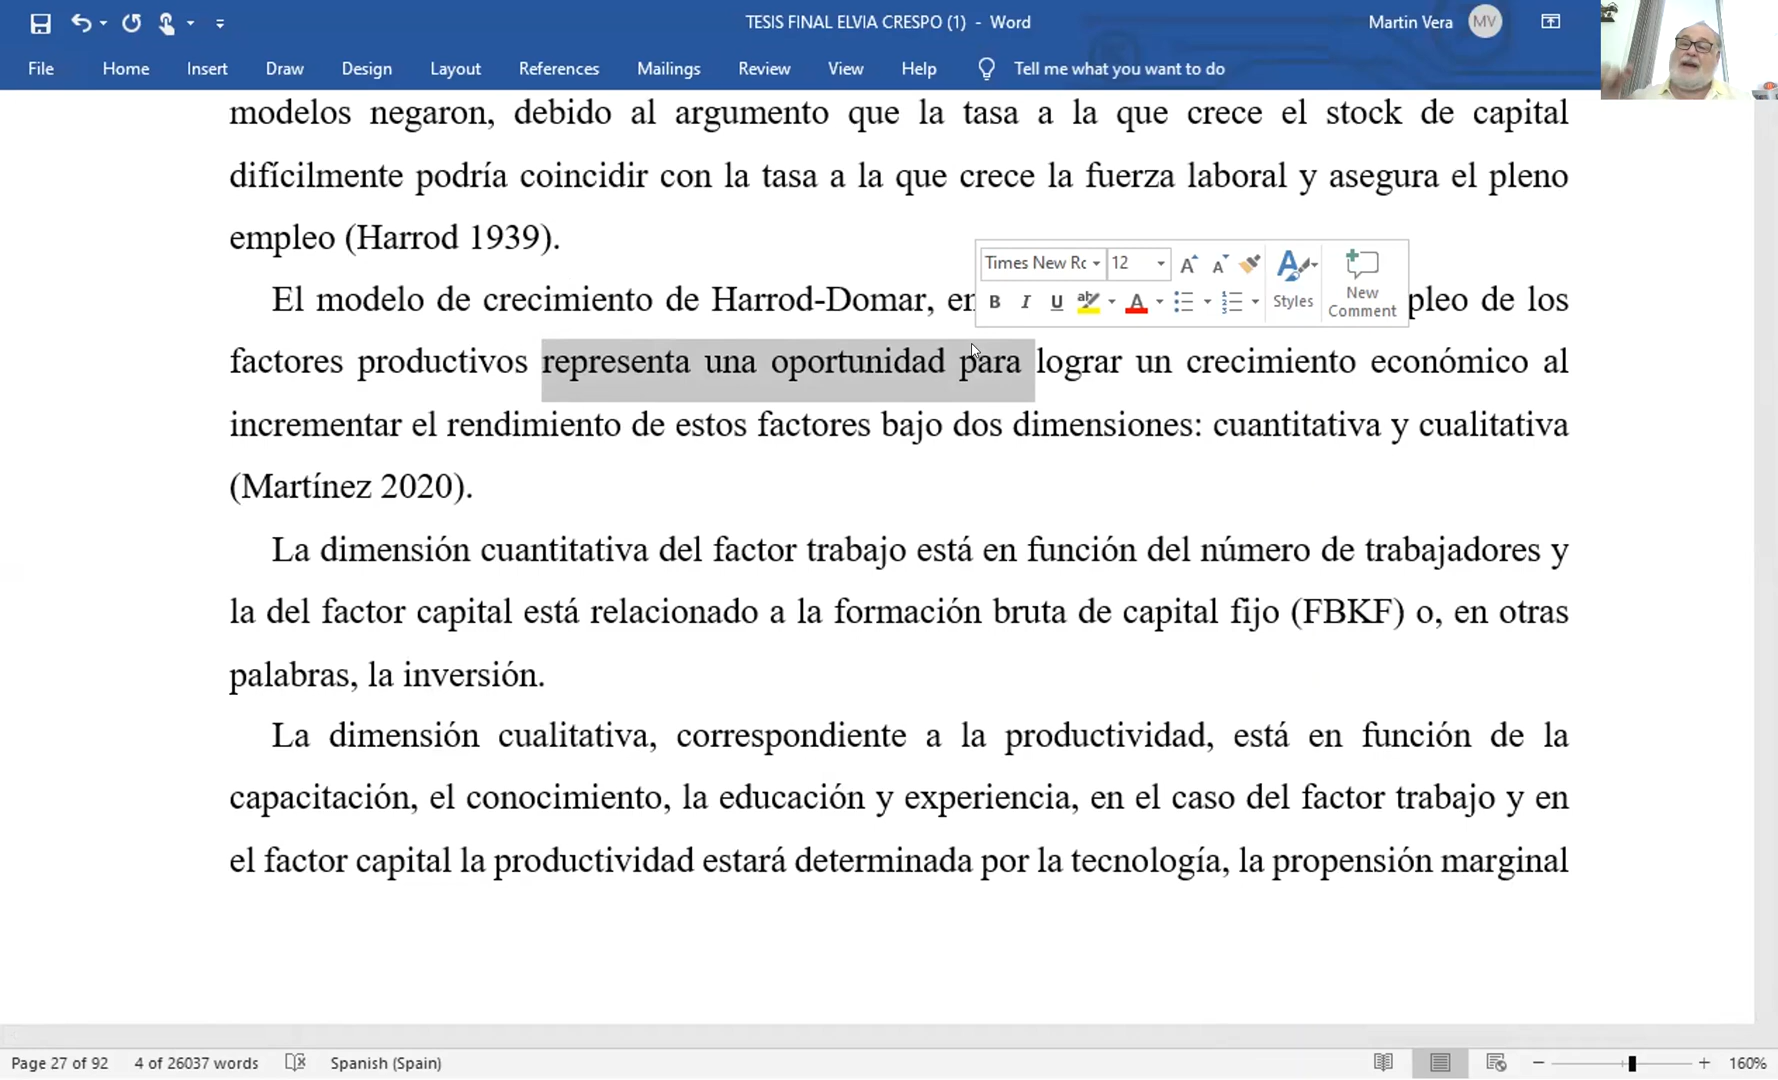 TESIS FINAL ELVIA CRESPO (1) - Word
Martin Vera
MV
File Home Insert Draw Design Layout References Mailings Review View Help Tell me what you want to do
modelos negaron, debido al argumento que la tasa a la que crece el stock de capital
difícilmente podría coincidir con la tasa a la que crece la fuerza laboral y asegura el pleno
empleo (Harrod 1939).
Times New Rc 12
Styles
New
Comment
El modelo de crecimiento de Harrod-Domar, de los
factores productivos representa una oportunidad para lograr un crecimiento económico al
incrementar el rendimiento de estos factores bajo dos dimensiones: cuantitativa y cualitativa
(Martínez 2020).
La dimensión cuantitativa del factor trabajo está en función del número de trabajadores y
la del factor capital está relacionado a la formación bruta de capital fijo (FBKF) o, en otras
palabras, la inversión.
La dimensión cualitativa, correspondiente a la productividad, está en función de la
capacitación, el conocimiento, la educación y experiencia, en el caso del factor trabajo y en
el factor capital la productividad estará determinada por la tecnología, la propensión marginal
Page 27 of 92 4 of 26037 words Spanish (Spain) 160%